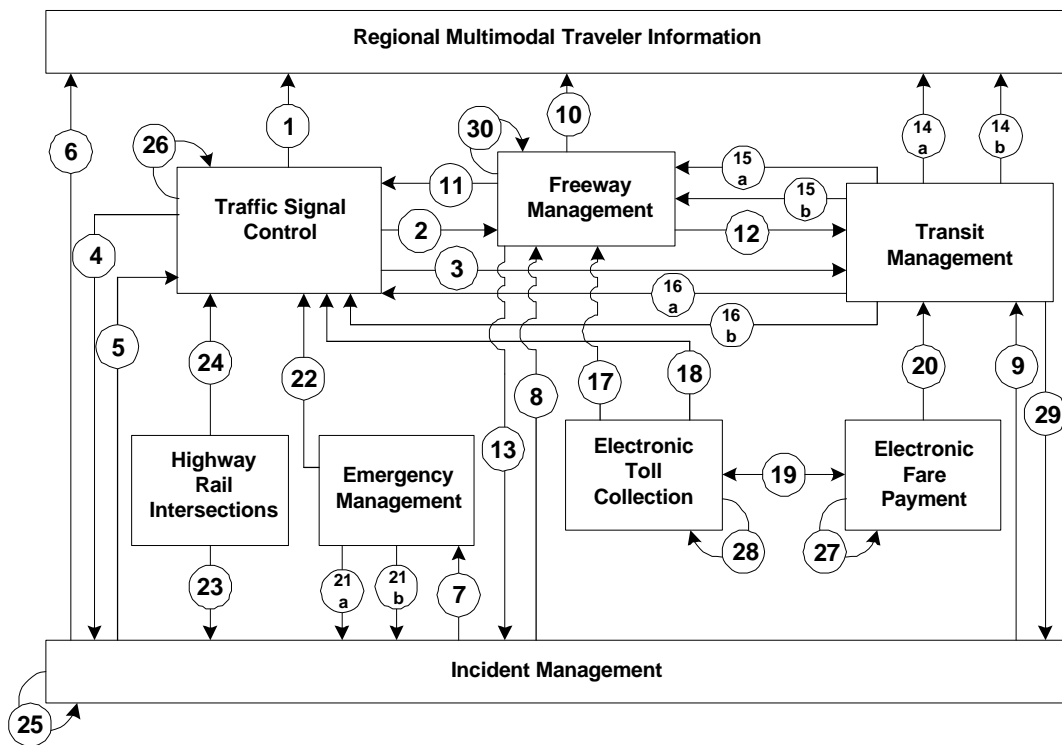 Regional Multimodal Traveler Information
6
1
10
14
a
14
b
26
30
15
a
Traffic Signal
Control
11
Freeway
Management
15
b
2
12
Transit
Management
4
3
16
a
16
b
5
24
22
8
17
18
20
9
29
Highway
Rail
Intersections
Emergency
Management
13
Electronic
Toll
Collection
19
Electronic
Fare
Payment
28
27
23
21
a
21
b
7
Incident Management
25